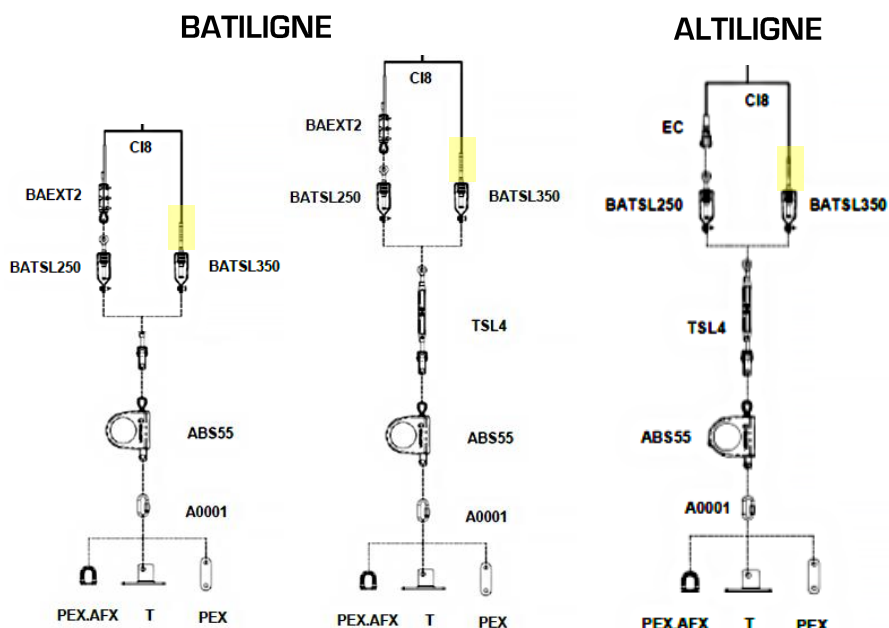 BATILIGNE
ALTILIGNE
CI8
BAEXT2
BATSL250
BATSL350
ABS55
A0001
PEX.AFX T PEX
CI8
BAEXT2
BATSL250
BATSL350
TSL4
ABS55
A0001
PEX.AFX T PEX
CI8
EC
BATSL250
BATSL350
TSL4
ABS55
A0001
PEX.AFX T PEX